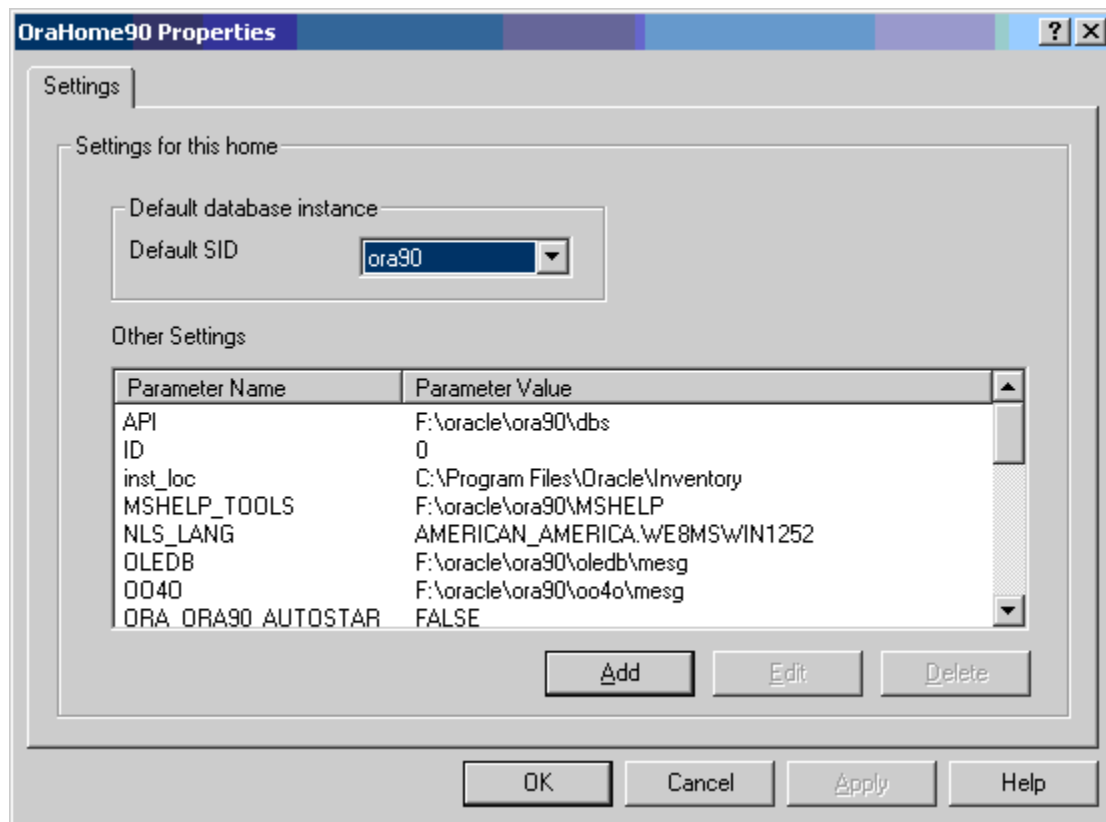 OraHome90 Properties
Settings
Settings for this home
Default database instance
Default SID ora90
Other Settings
Parameter Name Parameter Value
API F:\oracle\ora90\dbs
ID 0
inst_loc C:\Program Files\Oracle\Inventory
MSHELP_TOOLS F:\oracle\ora90\MSHELP
NLS_LANG AMERICAN_AMERICA.WE8MSWIN1252
OLEDB F:\oracle\ora90\oledb\mesg
OO4O F:\oracle\ora90\oo4o\mesg
ORA_ORA90_AUTOSTAR FALSE
Add Edit Delete
OK Cancel Apply Help